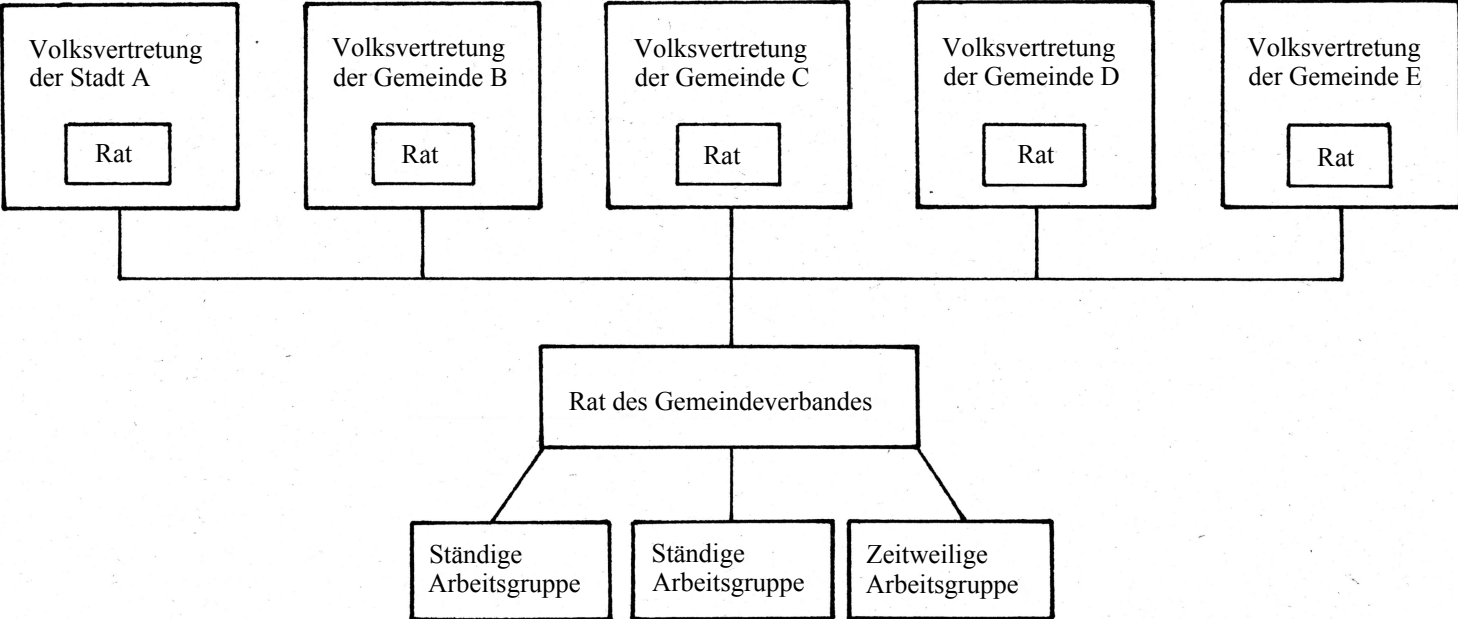 Volksvertretung
der Stadt A
Rat
Volksvertretung
der Gemeinde B
Rat
Volksvertretung
der Gemeinde C
Rat
Volksvertretung
der Gemeinde D
Rat
Volksvertretung
der Gemeinde E
Rat
Rat des Gemeindeverbandes
Ständige
Arbeitsgruppe
Ständige
Arbeitsgruppe
Zeitweilige
Arbeitsgruppe